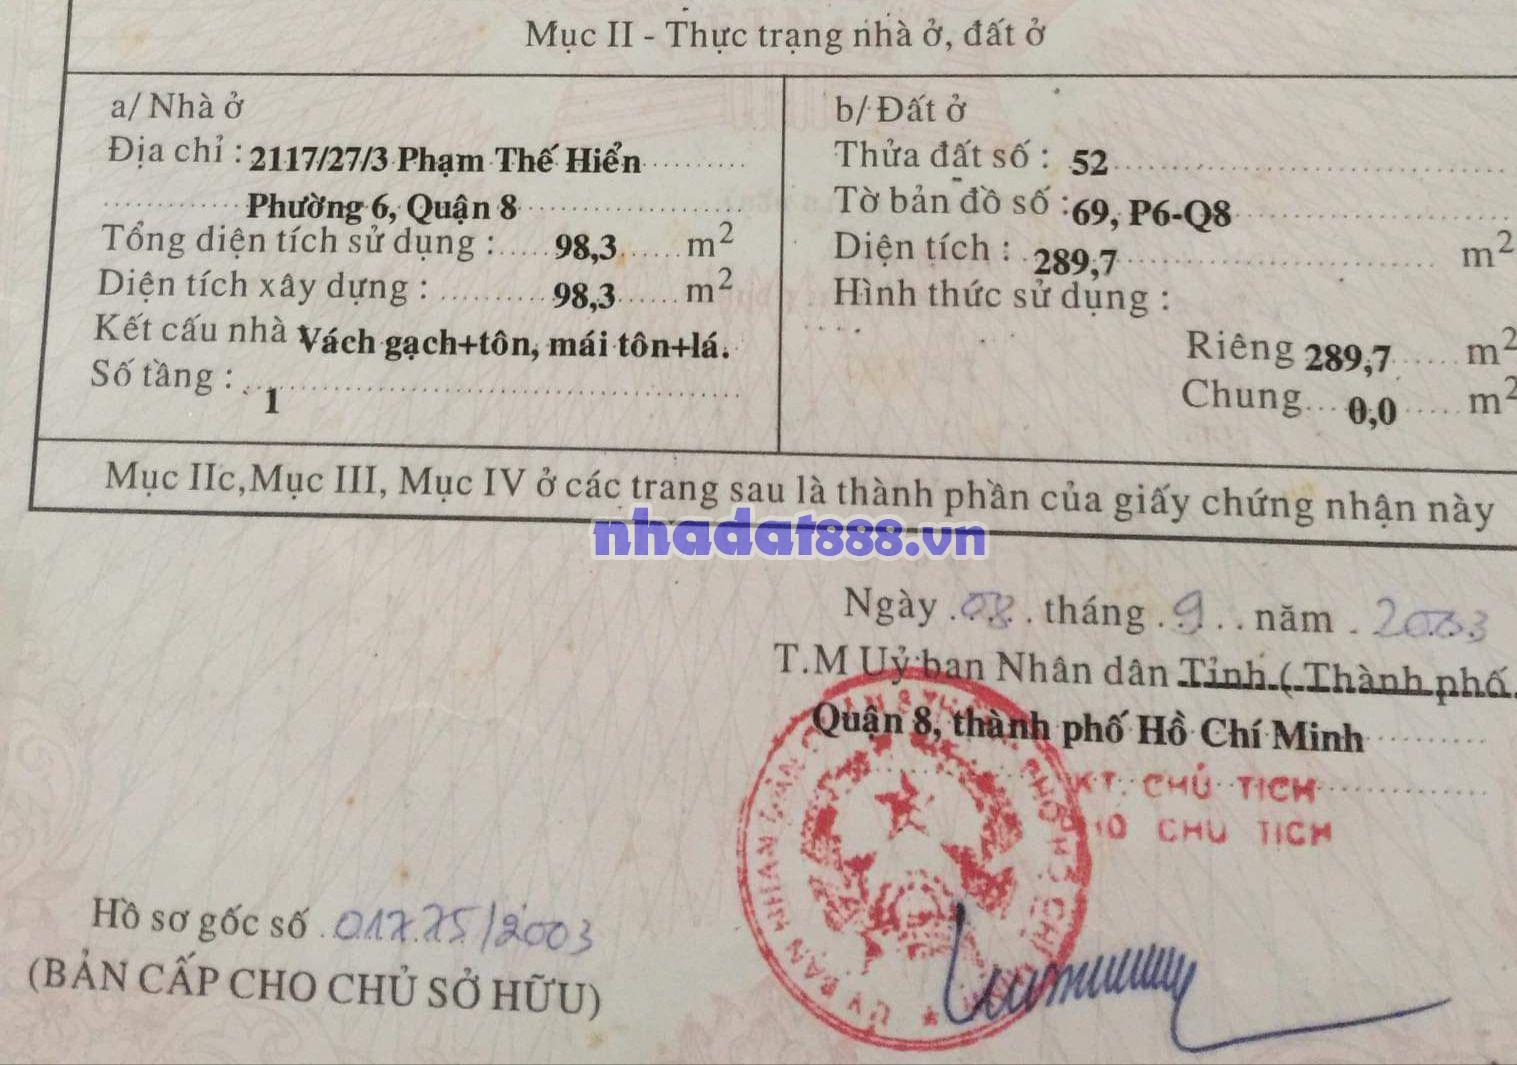 Mục II - Thực trạng nhà ở, đất ở
a/ Nhà ở
Địa chỉ : 2117/27/3 Phạm Thế Hiển
Phường 6, Quận 8
Tổng diện tích sử dụng : 98,3 m2
Diện tích xây dựng : 98,3 m2
Kết cấu nhà Vách gạch+tôn, mái tôn+lá.
Số tầng : 1
b/ Đất ở
Thửa đất số : 52
Tờ bản đồ số : 69, P6-Q8
Diện tích : 289,7 m2
Hình thức sử dụng :
Riêng 289,7 m2
Chung 0,0 m2
Mục IIc, Mục III, Mục IV ở các trang sau là thành phần của giấy chứng nhận này
nhadat888.vn
Ngày 08 tháng 9 năm 2003
T.M Uỷ ban Nhân dân Tỉnh ( Thành phố
Quận 8, thành phố Hồ Chí Minh
KT. CHỦ TỊCH
PHÓ CHỦ TỊCH
Hồ sơ gốc số 01775/2003
(BẢN CẤP CHO CHỦ SỞ HỮU)